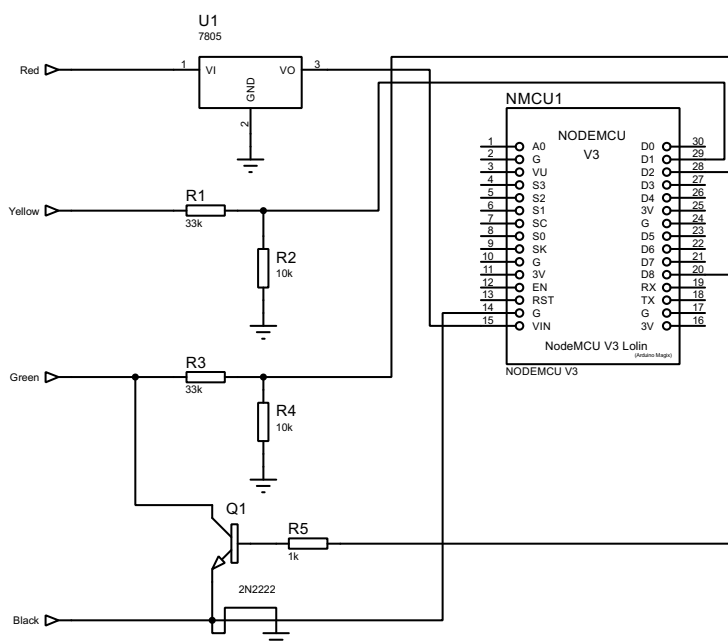 U1
7805
Red
1
VI
VO
3
GND
2
NMCU1
NODEMCU
V3
1 A0 D0 30
2 G D1 29
3 VU D2 28
4 S3 D3 27
5 S2 D4 26
6 S1 3V 25
7 SC G 24
8 S0 D5 23
9 SK D6 22
10 G D7 21
11 3V D8 20
12 EN RX 19
13 RST TX 18
14 G G 17
15 VIN 3V 16
NodeMCU V3 Lolin
(Arduino Magix)
NODEMCU V3
Yellow
R1
33k
R2
10k
Green
R3
33k
R4
10k
Q1
R5
1k
2N2222
Black